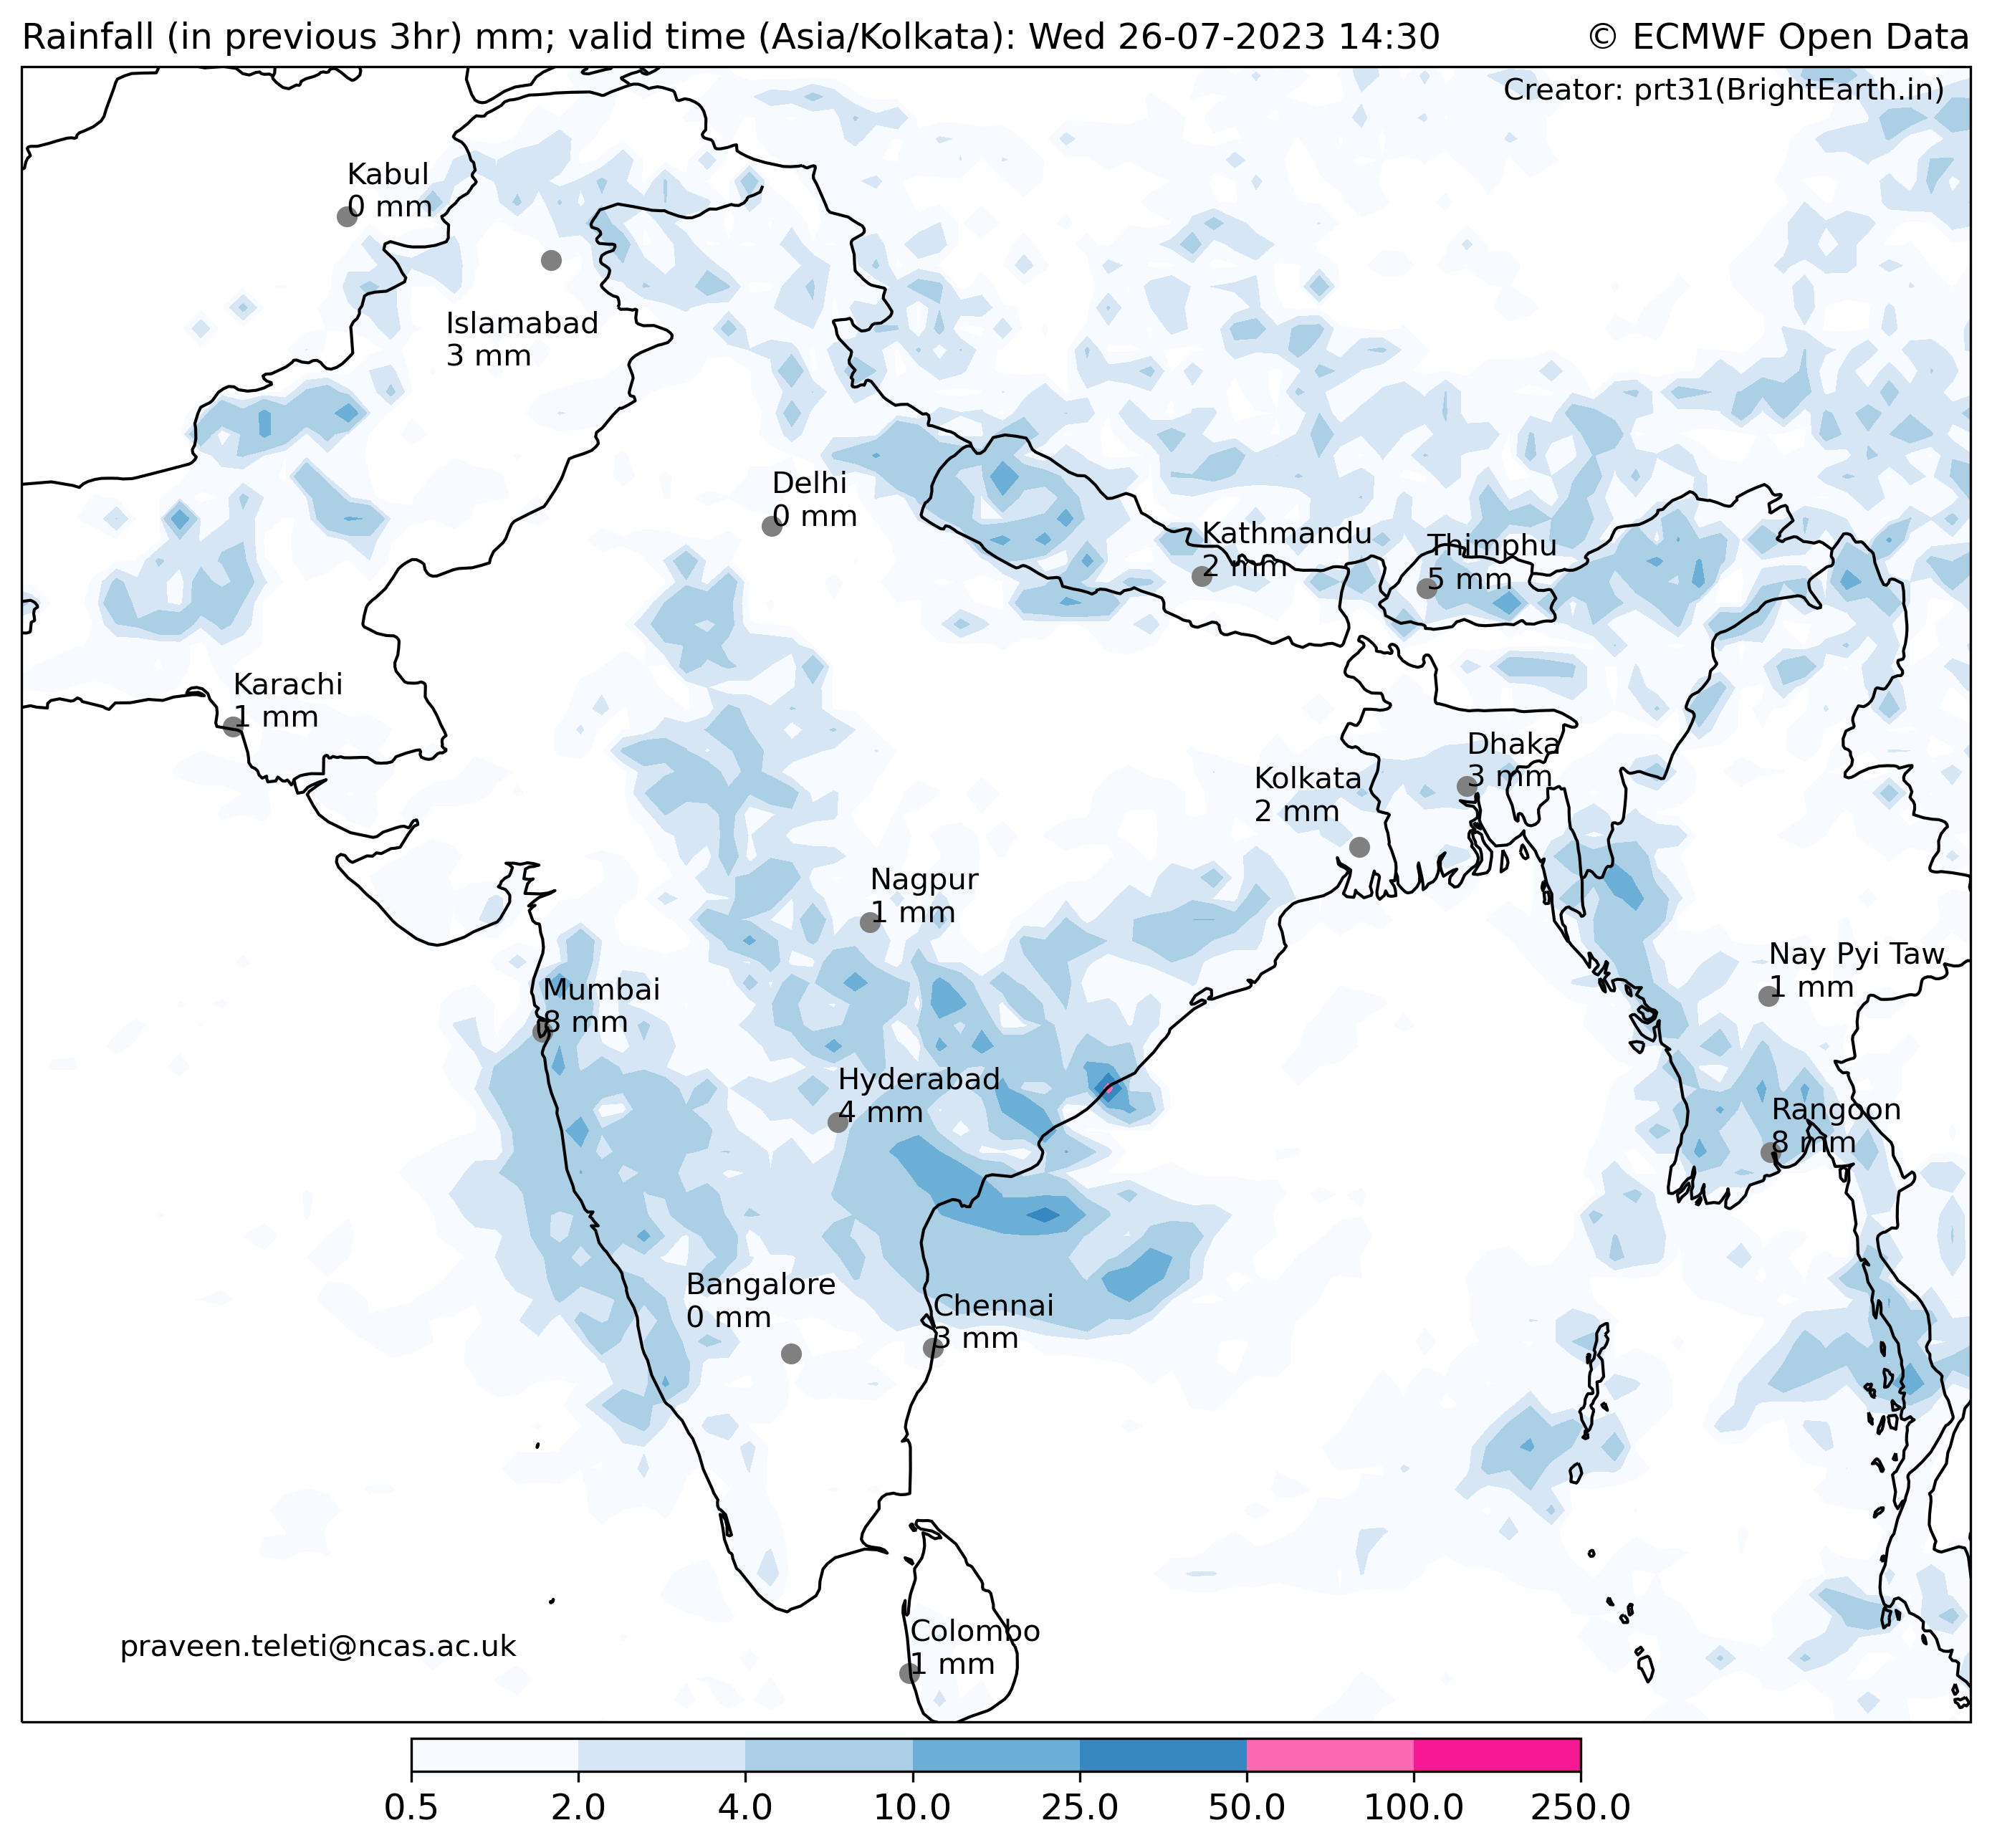 Rainfall (in previous 3hr) mm; valid time (Asia/Kolkata): Wed 26-07-2023 14:30
© ECMWF Open Data
Creator: prt31(BrightEarth.in)
Kabul
0 mm
Islamabad
3 mm
Delhi
0 mm
Kathmandu
2 mm
Thimphu
5 mm
Karachi
1 mm
Dhaka
3 mm
Kolkata
2 mm
Nagpur
1 mm
Nay Pyi Taw
1 mm
Mumbai
8 mm
Hyderabad
4 mm
Rangoon
8 mm
Bangalore
0 mm
Chennai
3 mm
Colombo
1 mm
praveen.teleti@ncas.ac.uk
0.5 2.0 4.0 10.0 25.0 50.0 100.0 250.0